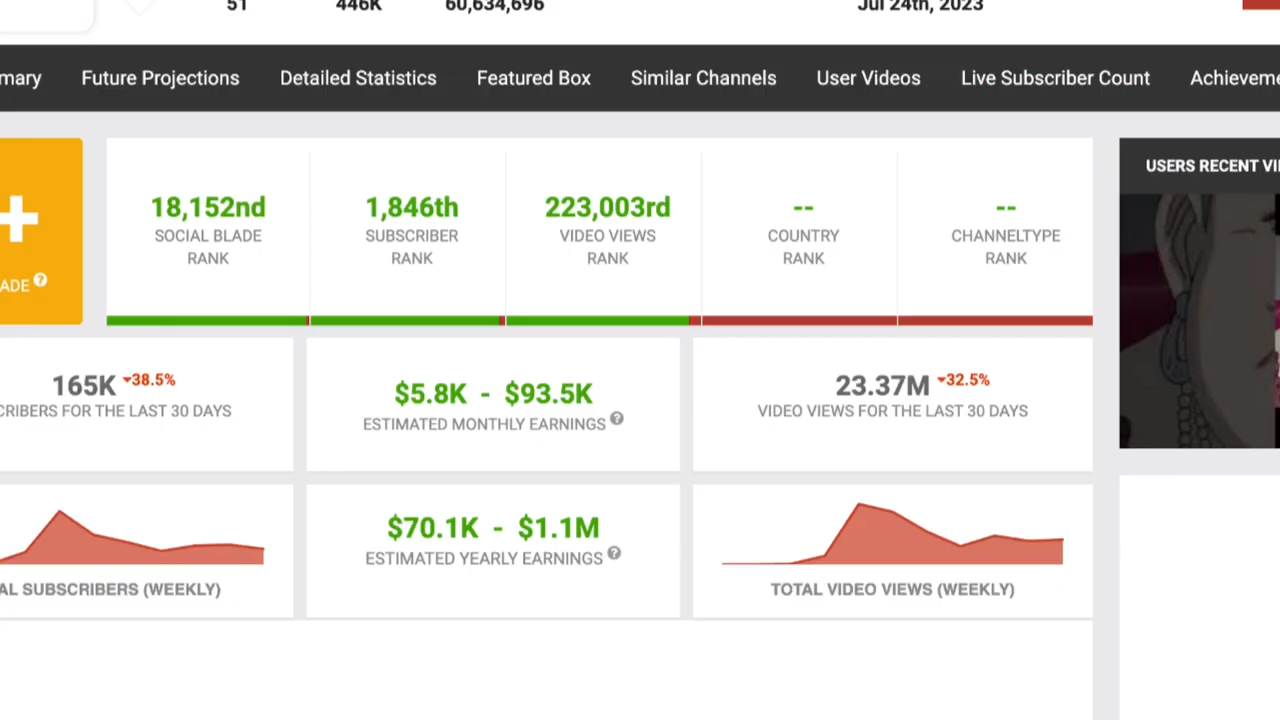 51 446K 60,634,696 Jul 24th, 2023
mary Future Projections Detailed Statistics Featured Box Similar Channels User Videos Live Subscriber Count Achieveme
USERS RECENT VI
+
ADE ?
18,152nd
SOCIAL BLADE
RANK
1,846th
SUBSCRIBER
RANK
223,003rd
VIDEO VIEWS
RANK
--
COUNTRY
RANK
--
CHANNELTYPE
RANK
165K 38.5%
CRIBERS FOR THE LAST 30 DAYS
$5.8K - $93.5K
ESTIMATED MONTHLY EARNINGS ?
23.37M 32.5%
VIDEO VIEWS FOR THE LAST 30 DAYS
AL SUBSCRIBERS (WEEKLY)
$70.1K - $1.1M
ESTIMATED YEARLY EARNINGS ?
TOTAL VIDEO VIEWS (WEEKLY)